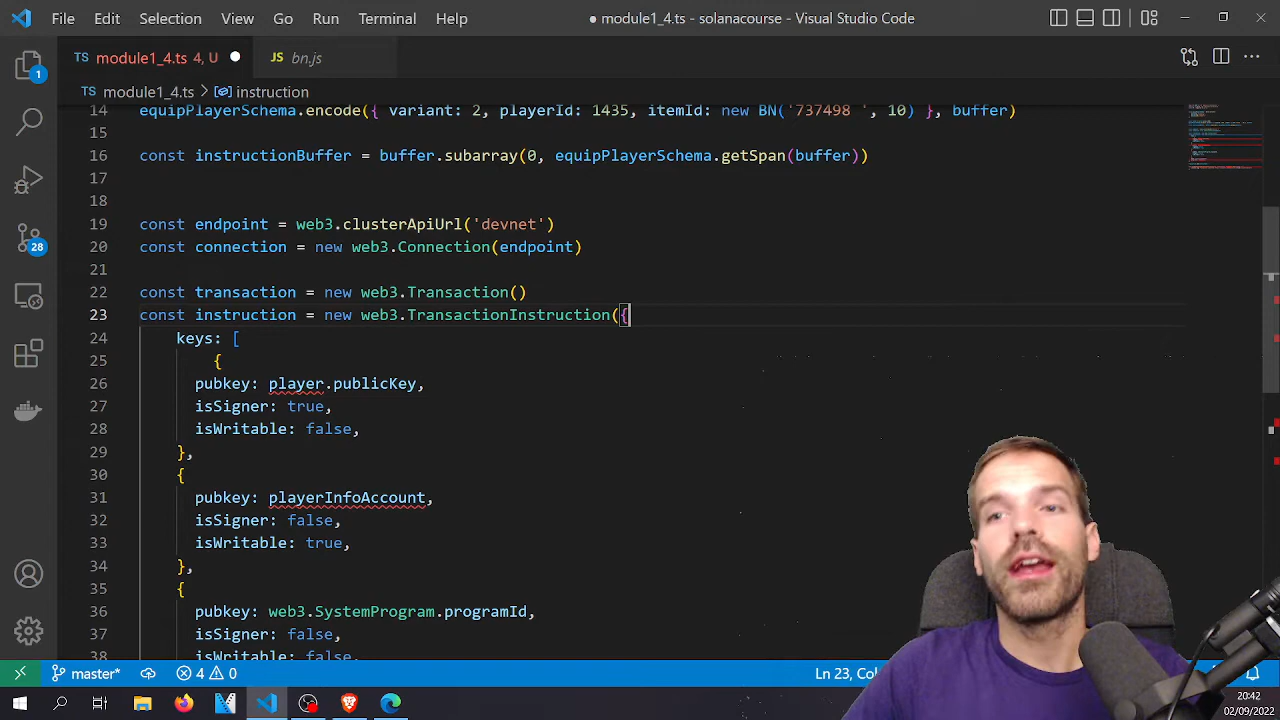 File Edit Selection View Go Run Terminal Help ● module1_4.ts - solanacourse - Visual Studio Code
TS module1_4.ts 4, U JS bn.js
TS module1_4.ts > instruction
14 equipPlayerSchema.encode({ variant: 2, playerId: 1435, itemId: new BN('737498 ', 10) }, buffer)
15
16 const instructionBuffer = buffer.subarray(0, equipPlayerSchema.getSpan(buffer))
17
18
19 const endpoint = web3.clusterApiUrl('devnet')
20 const connection = new web3.Connection(endpoint)
21
22 const transaction = new web3.Transaction()
23 const instruction = new web3.TransactionInstruction({
24 keys: [
25 {
26 pubkey: player.publicKey,
27 isSigner: true,
28 isWritable: false,
29 },
30 {
31 pubkey: playerInfoAccount,
32 isSigner: false,
33 isWritable: true,
34 },
35 {
36 pubkey: web3.SystemProgram.programId,
37 isSigner: false,
38 isWritable: false,
1
28
master* 4 0 Ln 23, Col
20:42
02/09/2022